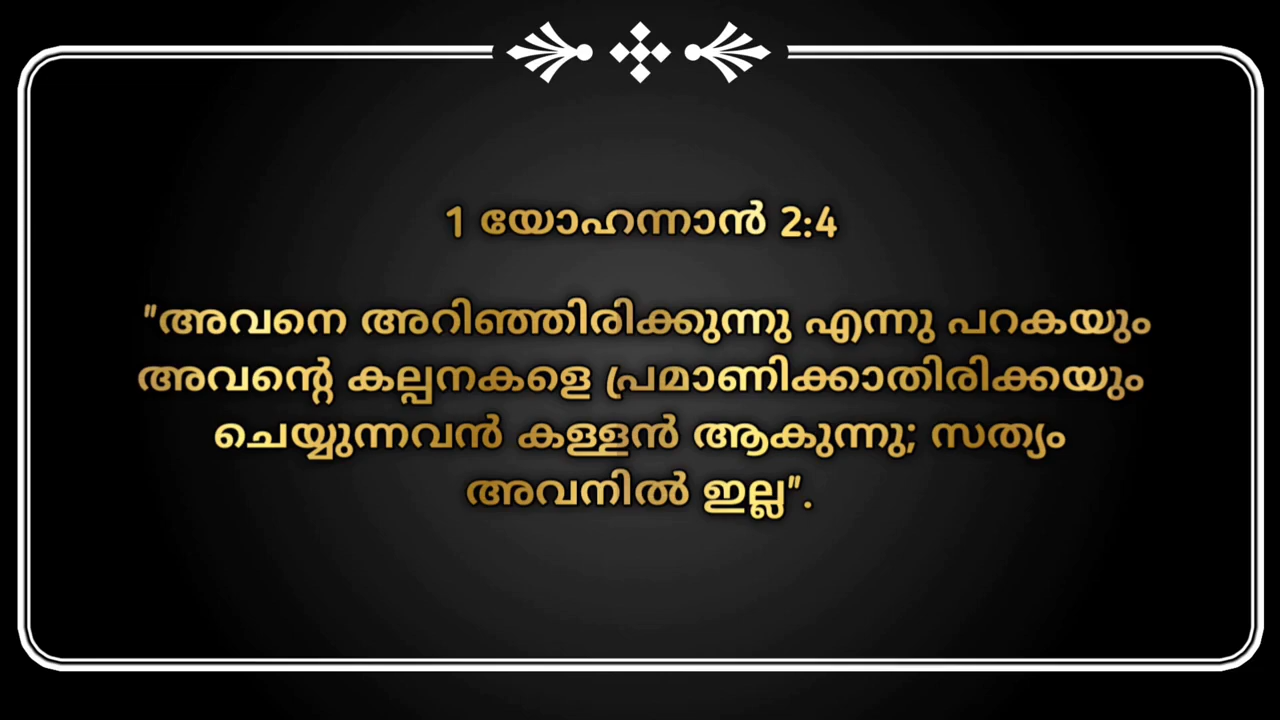 1 യോഹന്നാൻ 2:4
"അവനെ അറിഞ്ഞിരിക്കുന്നു എന്നു പറകയും
അവന്റെ കല്പനകളെ പ്രമാണിക്കാതിരിക്കയും
ചെയ്യുന്നവൻ കള്ളൻ ആകുന്നു; സത്യം
അവനിൽ ഇല്ല".